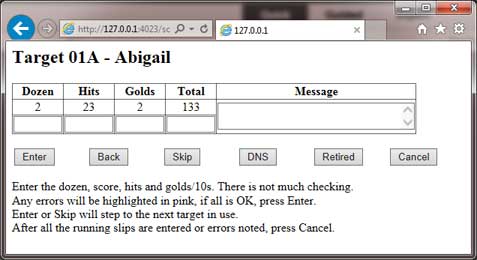 http://127.0.0.1:4023/sc
127.0.0.1
Target 01A - Abigail
Dozen Hits Golds Total Message
2 23 2 133
Enter Back Skip DNS Retired Cancel
Enter the dozen, score, hits and golds/10s. There is not much checking.
Any errors will be highlighted in pink, if all is OK, press Enter.
Enter or Skip will step to the next target in use.
After all the running slips are entered or errors noted, press Cancel.